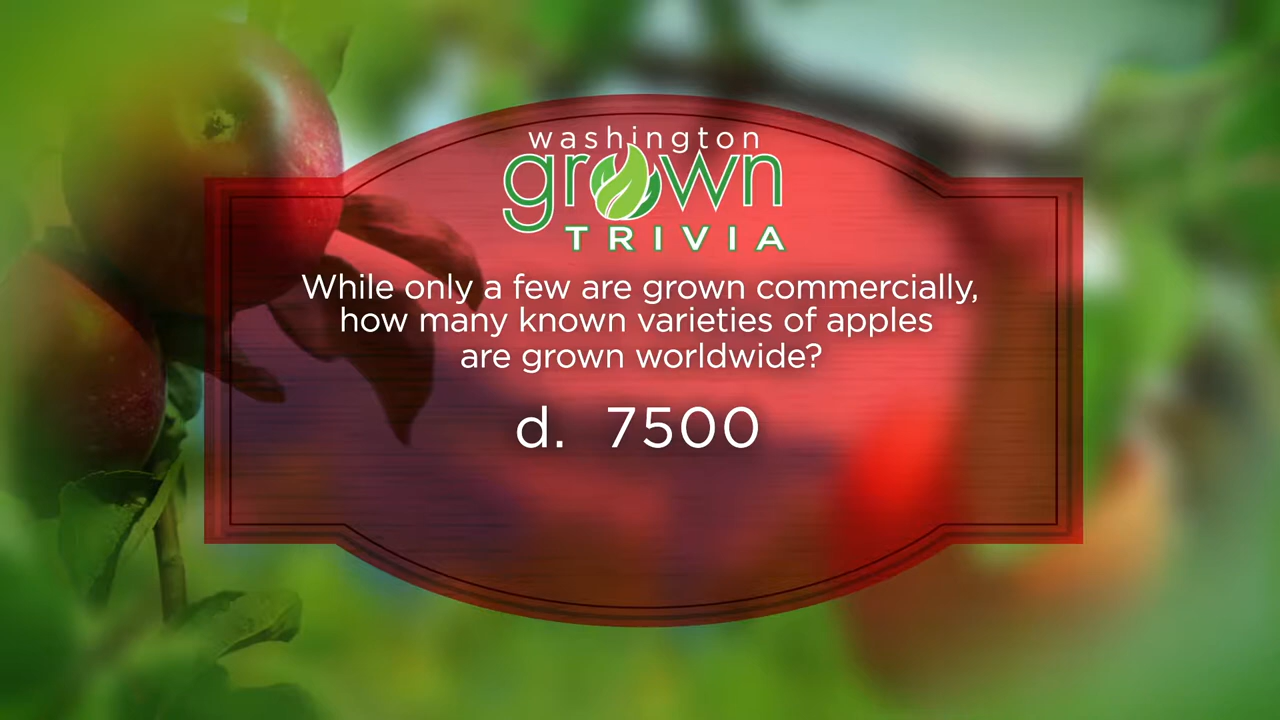 washington
grown
TRIVIA
While only a few are grown commercially,
how many known varieties of apples
are grown worldwide?
d. 7500